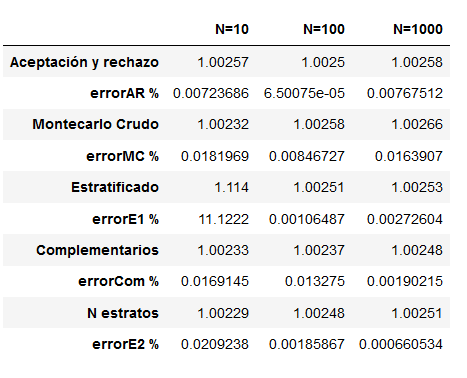 N=10 N=100 N=1000
Aceptación y rechazo 1.00257 1.0025 1.00258
errorAR % 0.00723686 6.50075e-05 0.00767512
Montecarlo Crudo 1.00232 1.00258 1.00266
errorMC % 0.0181969 0.00846727 0.0163907
Estratificado 1.114 1.00251 1.00253
errorE1 % 11.1222 0.00106487 0.00272604
Complementarios 1.00233 1.00237 1.00248
errorCom % 0.0169145 0.013275 0.00190215
N estratos 1.00229 1.00248 1.00251
errorE2 % 0.0209238 0.00185867 0.000660534